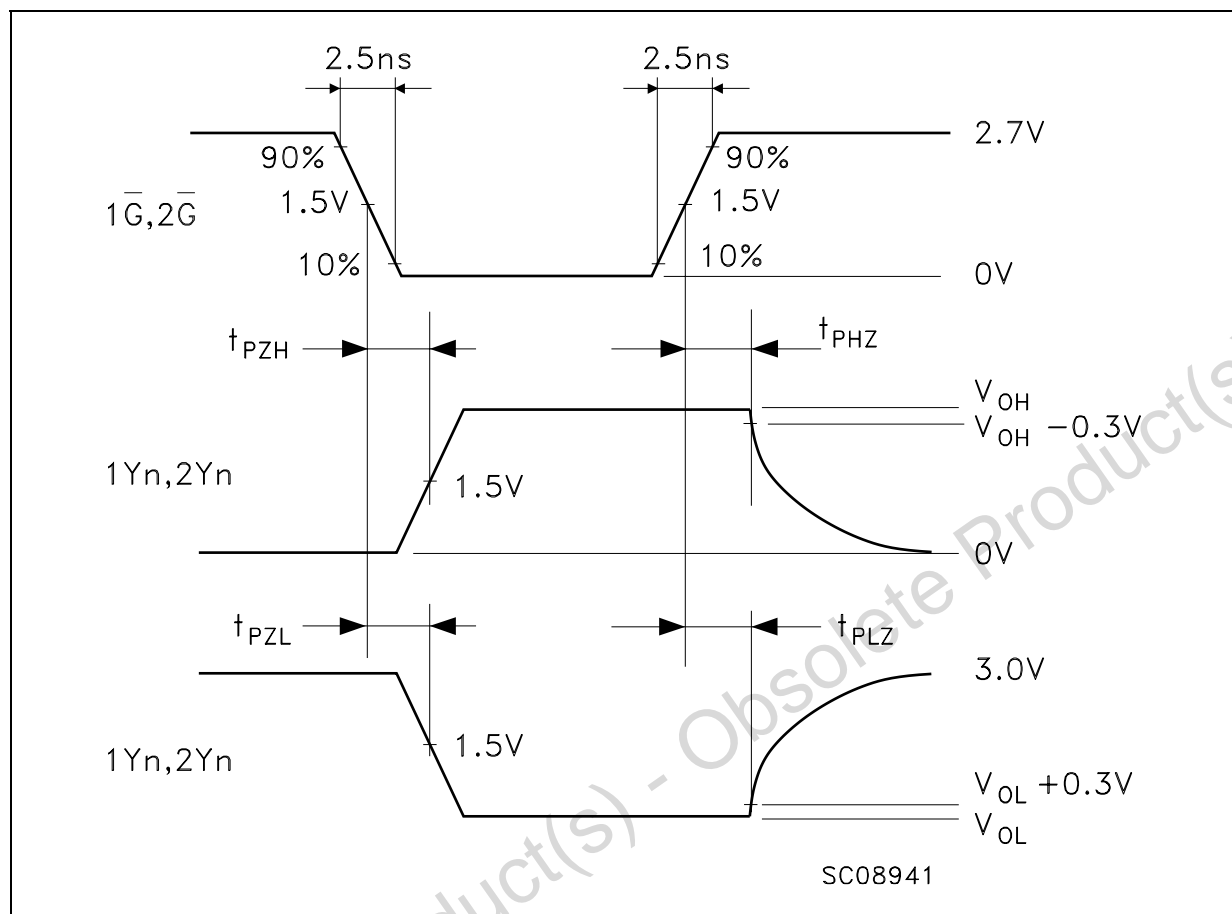 2.5ns 2.5ns
2.7V
90% 90%
1G̅,2G̅ 1.5V 1.5V
10% 10%
0V
tPZH tPHZ
VOH
VOH −0.3V
1Yn,2Yn 1.5V
0V
tPZL tPLZ
3.0V
1Yn,2Yn 1.5V
VOL +0.3V
VOL
SC08941
duct(s) - Obsolete Product(s)